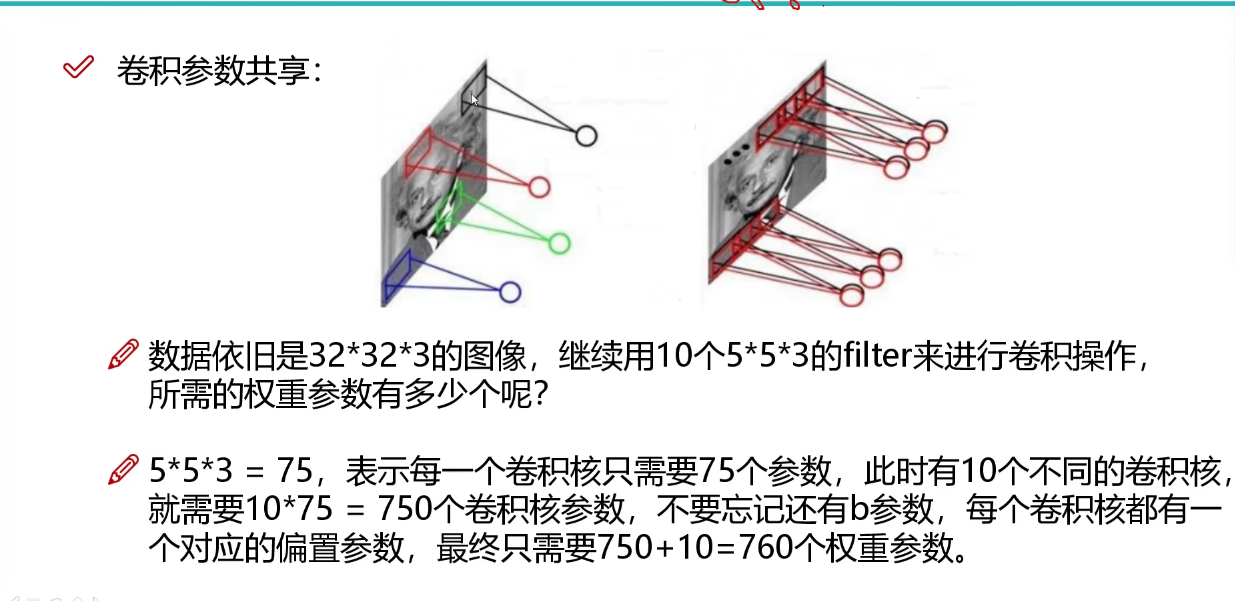 卷积参数共享：
数据依旧是32*32*3的图像，继续用10个5*5*3的filter来进行卷积操作，
所需的权重参数有多少个呢？
5*5*3 = 75，表示每一个卷积核只需要75个参数，此时有10个不同的卷积核，
就需要10*75 = 750个卷积核参数，不要忘记还有b参数，每个卷积核都有一
个对应的偏置参数，最终只需要750+10=760个权重参数。